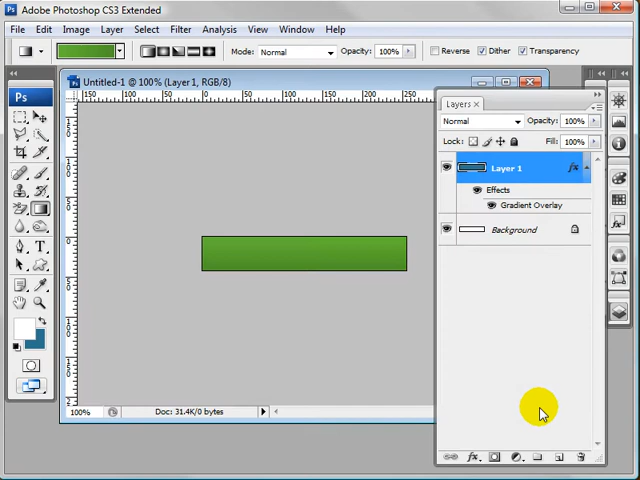 Adobe Photoshop CS3 Extended
File Edit Image Layer Select Filter Analysis View Window Help
Mode: Normal Opacity: 100% Reverse Dither Transparency
Untitled-1 @ 100% (Layer 1, RGB/8)
150 100 50 0 50 100 150 200 250
Ps
Layers ×
Normal Opacity: 100%
Lock: Fill: 100%
Layer 1 fx
Effects
Gradient Overlay
Background
100% Doc: 31.4K/0 bytes
fx.